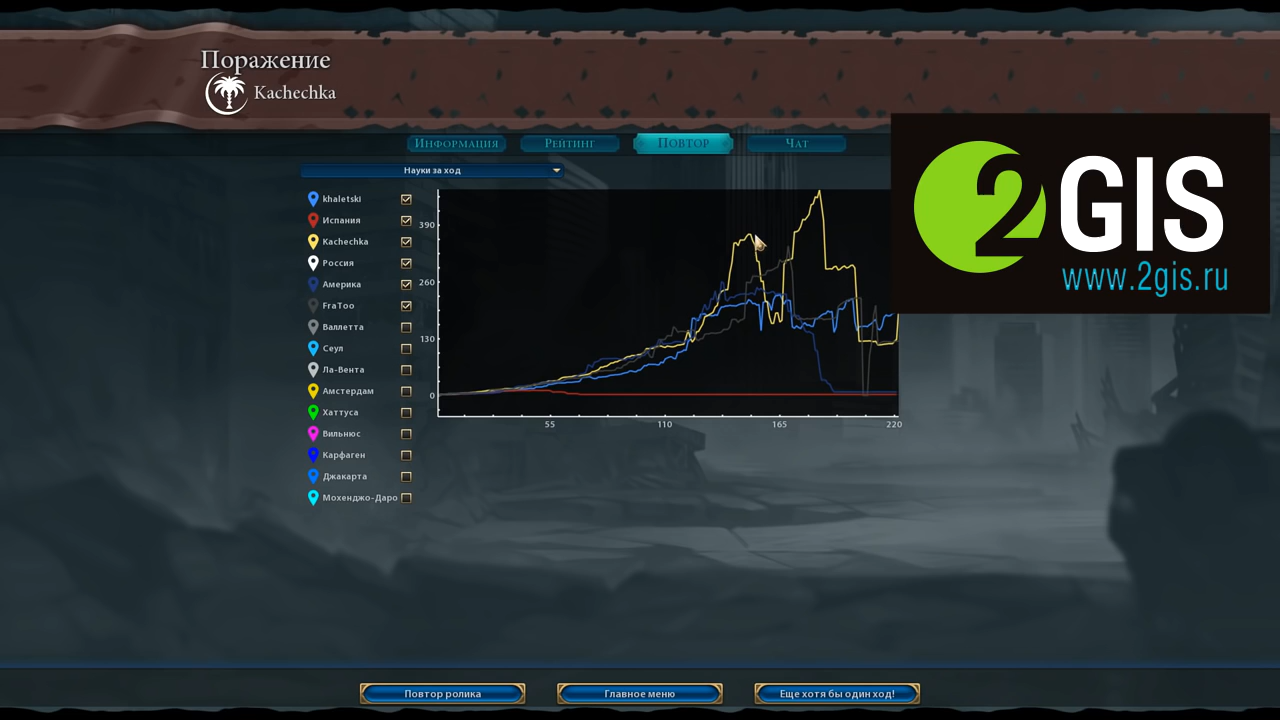 Поражение
Kachechka
Информация
Рейтинг
Повтор
Чат
Науки за ход
khaletski
Испания
Kachechka
Россия
Америка
FraToo
Валлетта
Сеул
Ла-Вента
Амстердам
Хаттуса
Вильнюс
Карфаген
Джакарта
Мохенджо-Даро
390
260
130
0
55
110
165
220
2GIS
www.2gis.ru
Повтор ролика
Главное меню
Еще хотя бы один ход!